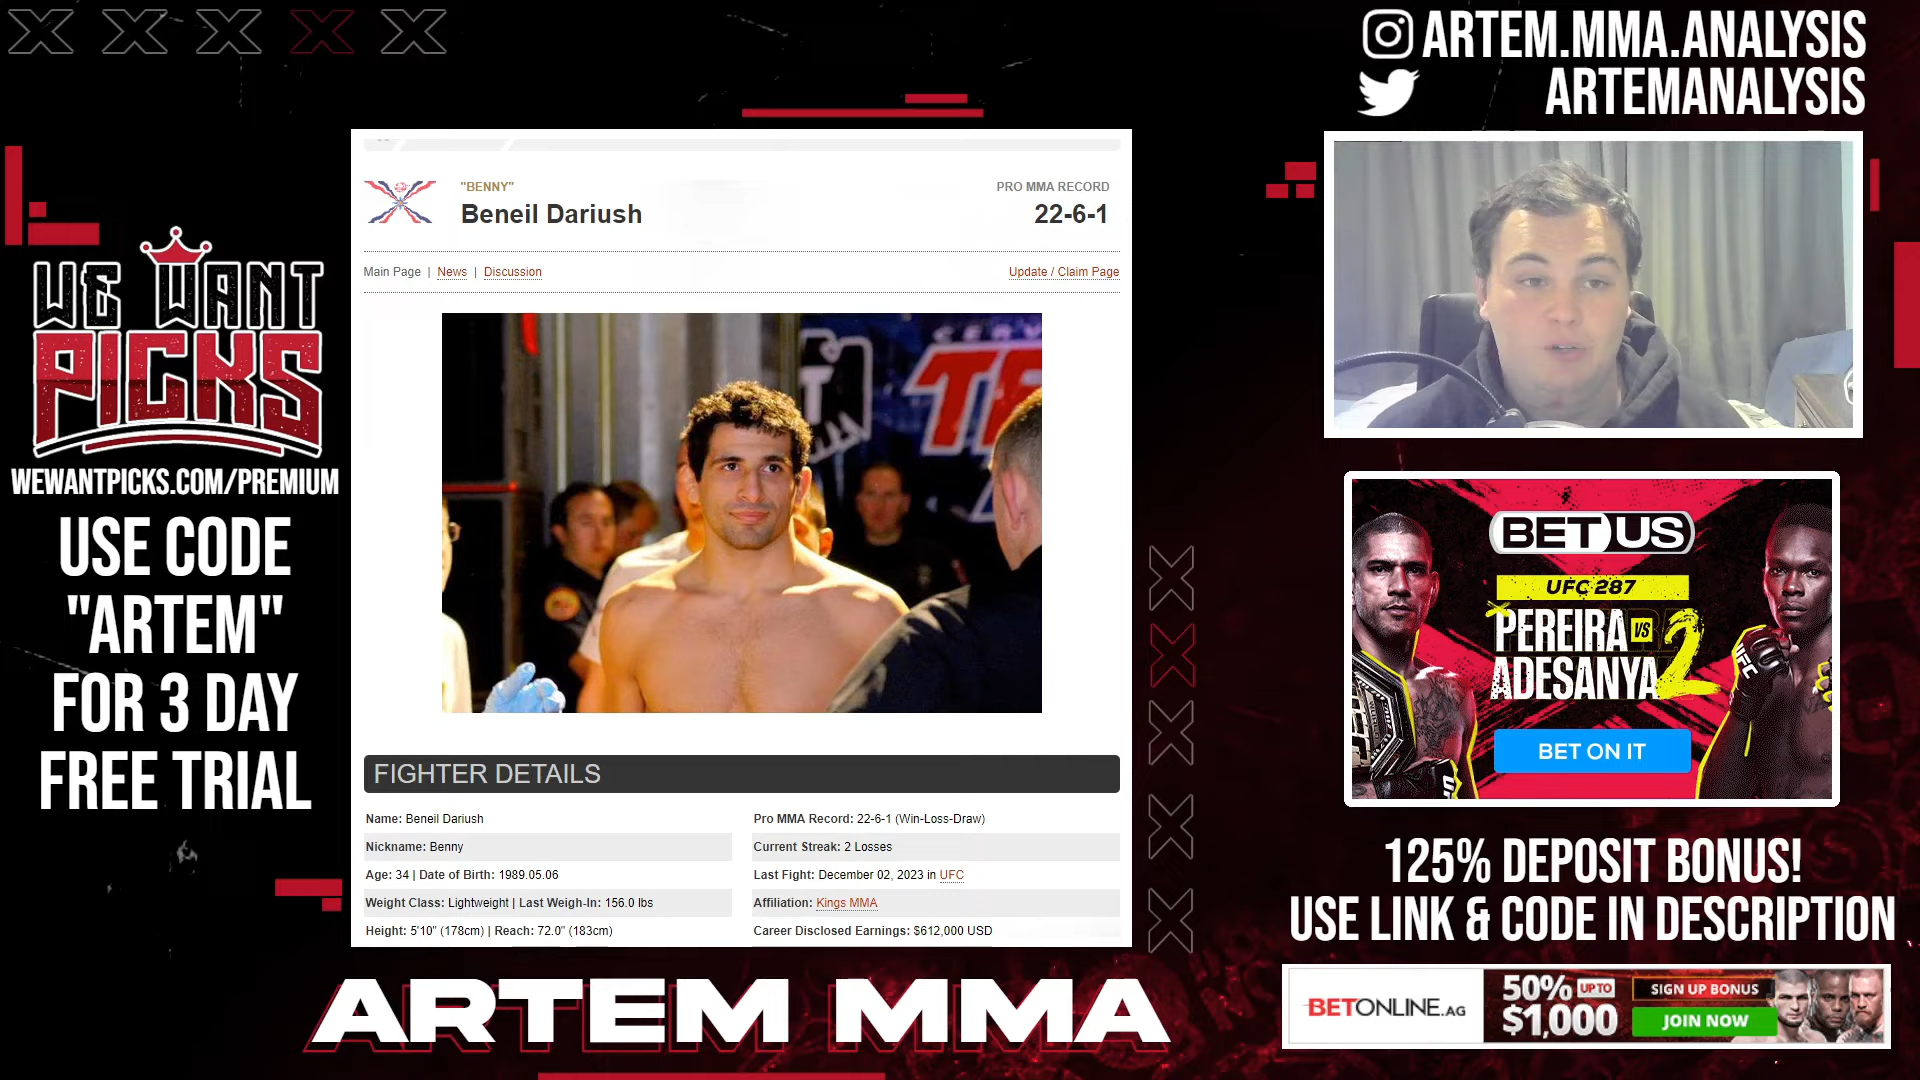 ARTEM.MMA.ANALYSIS
ARTEMANALYSIS
WE WANT
PICKS
WEWANTPICKS.COM/PREMIUM
USE CODE
"ARTEM"
FOR 3 DAY
FREE TRIAL
"BENNY"
Beneil Dariush
PRO MMA RECORD
22-6-1
Main Page | News | Discussion
Update / Claim Page
FIGHTER DETAILS
Name: Beneil Dariush
Nickname: Benny
Age: 34 | Date of Birth: 1989.05.06
Weight Class: Lightweight | Last Weigh-In: 156.0 lbs
Height: 5'10" (178cm) | Reach: 72.0" (183cm)
Pro MMA Record: 22-6-1 (Win-Loss-Draw)
Current Streak: 2 Losses
Last Fight: December 02, 2023 in UFC
Affiliation: Kings MMA
Career Disclosed Earnings: $612,000 USD
ARTEM MMA
BETUS
UFC 287
PEREIRA VS
ADESANYA 2
BET ON IT
125% DEPOSIT BONUS!
USE LINK & CODE IN DESCRIPTION
BETONLINE.AG
50% UP TO
$1,000
SIGN UP BONUS
JOIN NOW